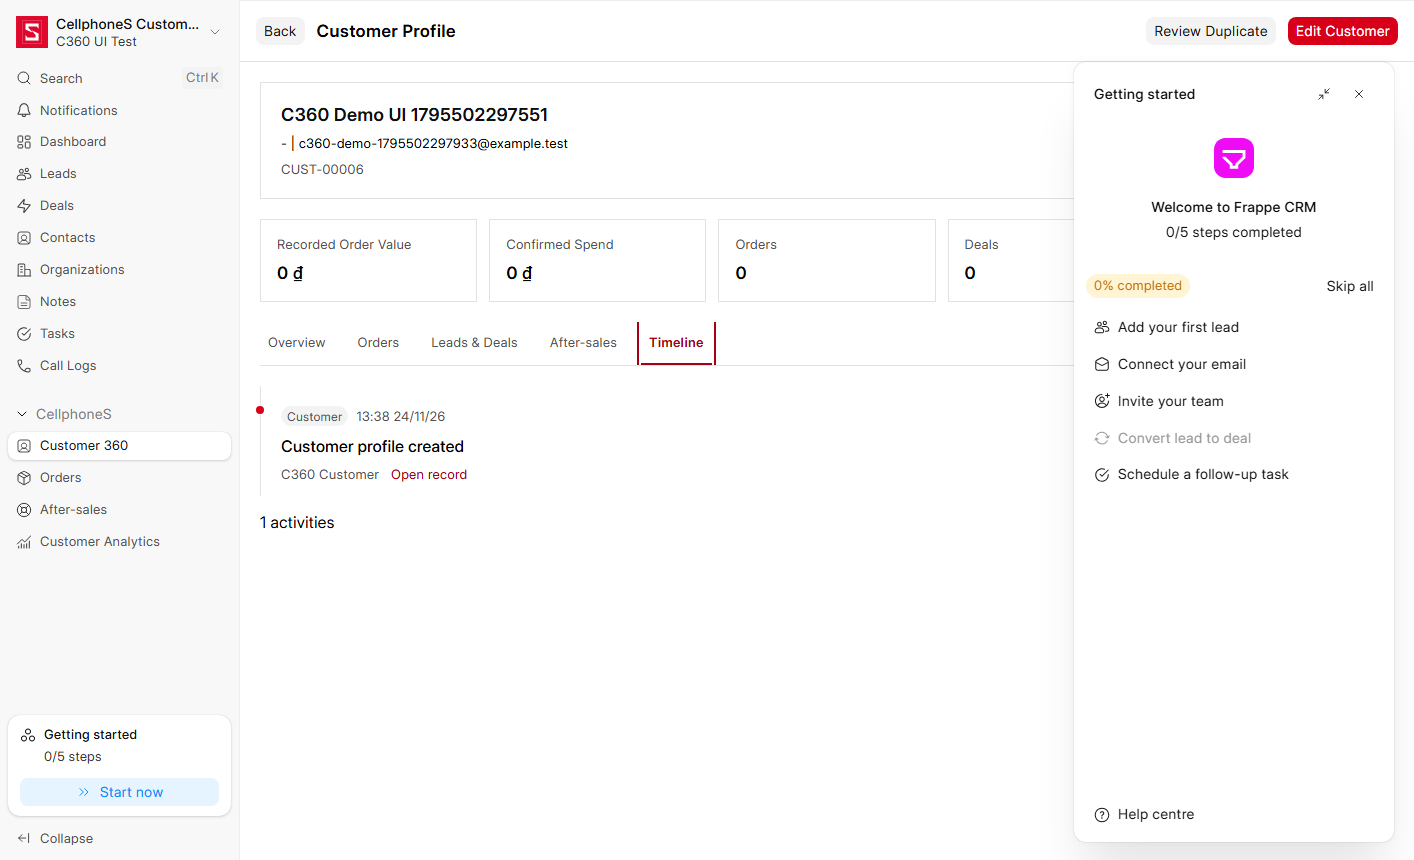 CellphoneS Custom...
C360 UI Test
Search Ctrl K
Notifications
Dashboard
Leads
Deals
Contacts
Organizations
Notes
Tasks
Call Logs
CellphoneS
Customer 360
Orders
After-sales
Customer Analytics
Getting started
0/5 steps
Start now
Collapse
Back Customer Profile Review Duplicate Edit Customer
C360 Demo UI 1795502297551
- | c360-demo-1795502297933@example.test
CUST-00006
Recorded Order Value
0 ₫
Confirmed Spend
0 ₫
Orders
0
Deals
0
Overview Orders Leads & Deals After-sales Timeline
Customer 13:38 24/11/26
Customer profile created
C360 Customer Open record
1 activities
Getting started
Welcome to Frappe CRM
0/5 steps completed
0% completed Skip all
Add your first lead
Connect your email
Invite your team
Convert lead to deal
Schedule a follow-up task
Help centre